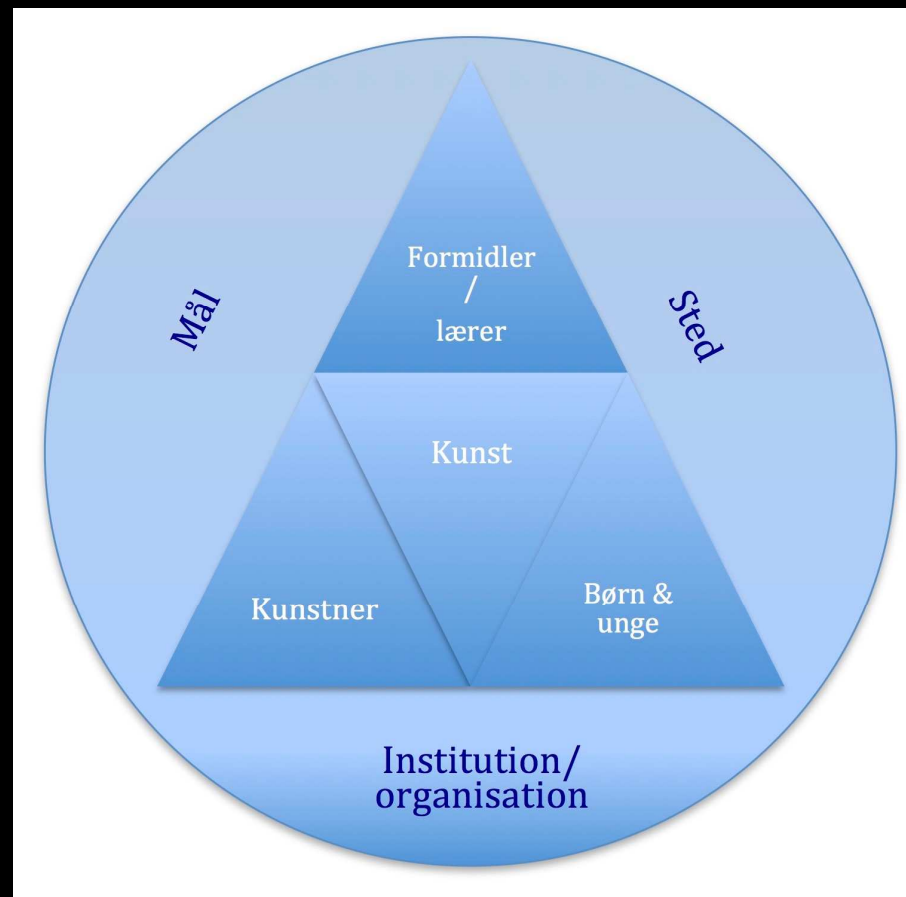 Formidler
/
lærer
Mål
Sted
Kunst
Kunstner
Børn &
unge
Institution/
organisation